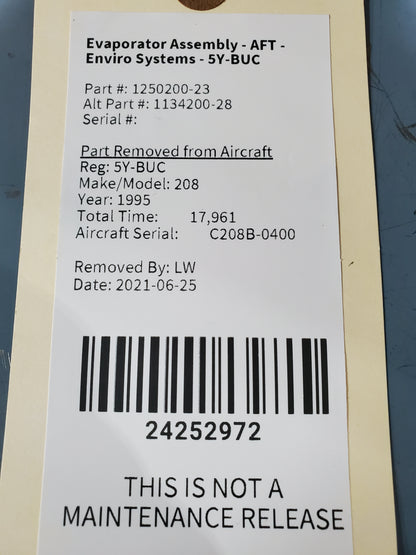 Evaporator Assembly - AFT -
Enviro Systems - 5Y-BUC
Part #: 1250200-23
Alt Part #: 1134200-28
Serial #:
Part Removed from Aircraft
Reg: 5Y-BUC
Make/Model: 208
Year: 1995
Total Time: 17,961
Aircraft Serial: C208B-0400
Removed By: LW
Date: 2021-06-25
24252972
THIS IS NOT A
MAINTENANCE RELEASE